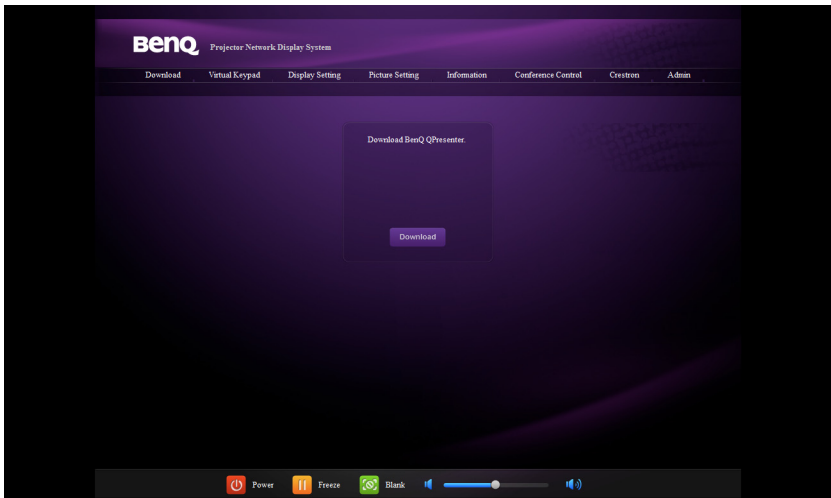 BenQ Projector Network Display System
Download Virtual Keypad Display Setting Picture Setting Information Conference Control Crestron Admin
Download BenQ QPresenter.
Download
Power Freeze Blank